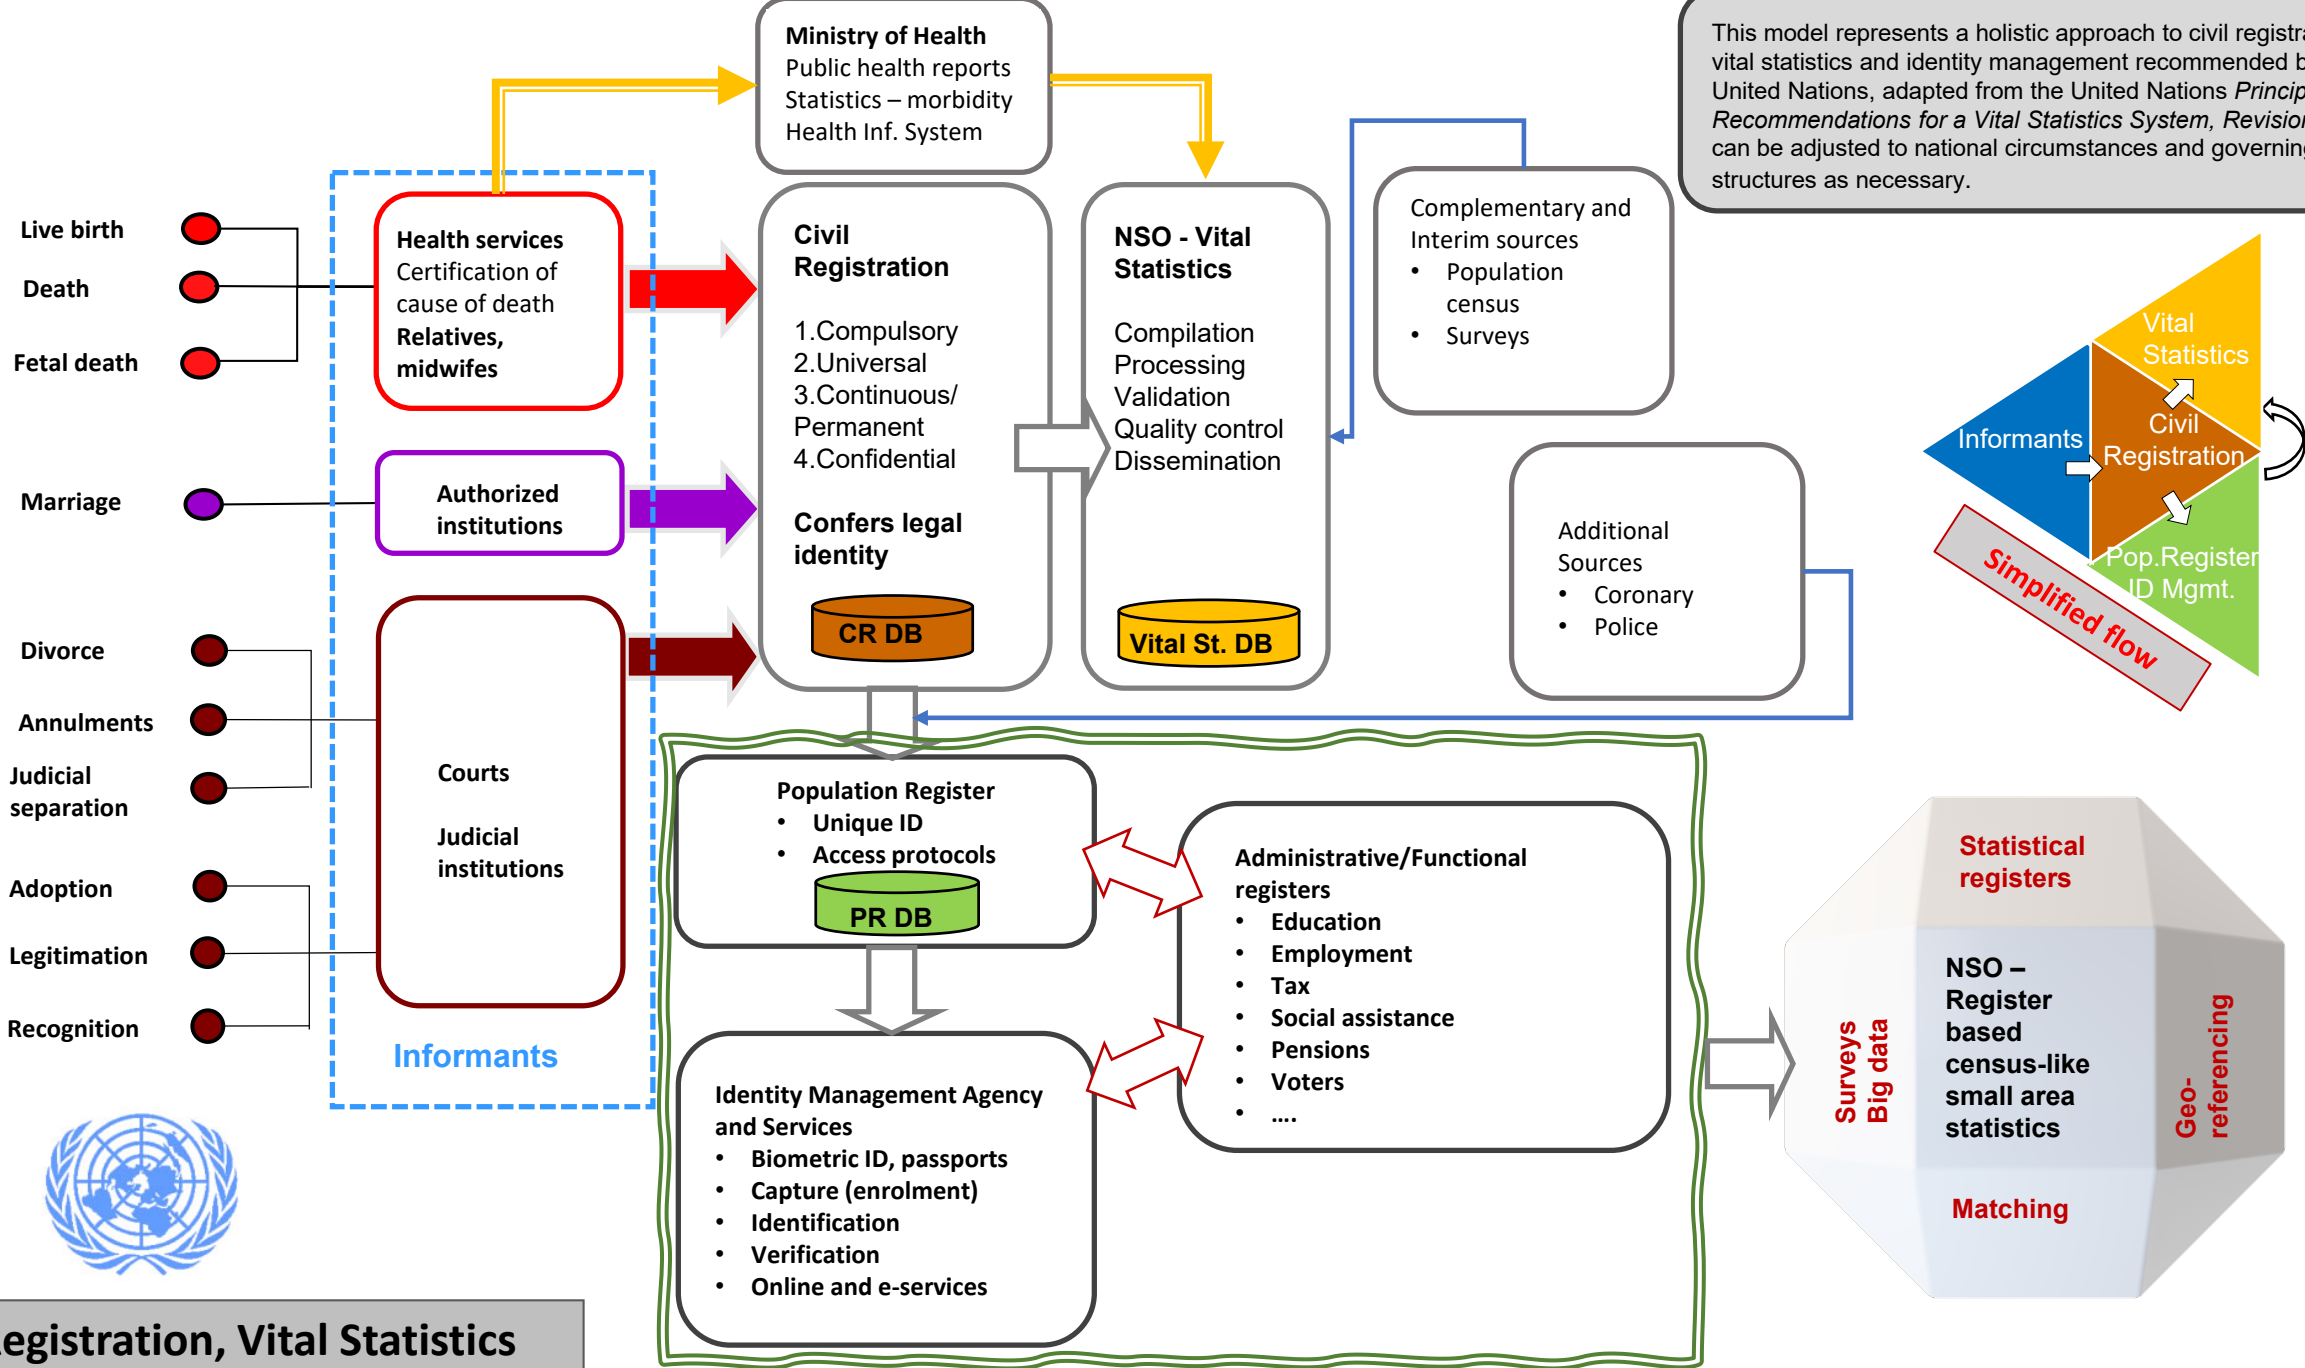 Ministry of Health
Public health reports
Statistics – morbidity
Health Inf. System
This model represents a holistic approach to civil
vital statistics and identity management recommended
United Nations, adapted from the United Nations
Recommendations for a Vital Statistics System,
can be adjusted to national circumstances and
structures as necessary.
Live birth
Death
Fetal death
Marriage
Divorce
Annulments
Judicial
separation
Adoption
Legitimation
Recognition
Health services
Certification of
cause of death
Relatives,
midwifes
Authorized
institutions
Courts
Judicial
institutions
Informants
Civil
Registration
1.Compulsory
2.Universal
3.Continuous/
Permanent
4.Confidential
Confers legal
identity
CR DB
NSO - Vital
Statistics
Compilation
Processing
Validation
Quality control
Dissemination
Vital St. DB
Complementary and
Interim sources
• Population
census
• Surveys
Additional
Sources
• Coronary
• Police
Vital
Statistics
Informants
Civil
Registration
Pop.Register
ID Mgmt.
Simplified flow
Population Register
• Unique ID
• Access protocols
PR DB
Administrative/Functional
registers
• Education
• Employment
• Tax
• Social assistance
• Pensions
• Voters
• ....
Identity Management Agency
and Services
• Biometric ID, passports
• Capture (enrolment)
• Identification
• Verification
• Online and e-services
Statistical
registers
Surveys
Big data
NSO –
Register
based
census-like
small area
statistics
Geo-
referencing
Matching
Vital Statistics